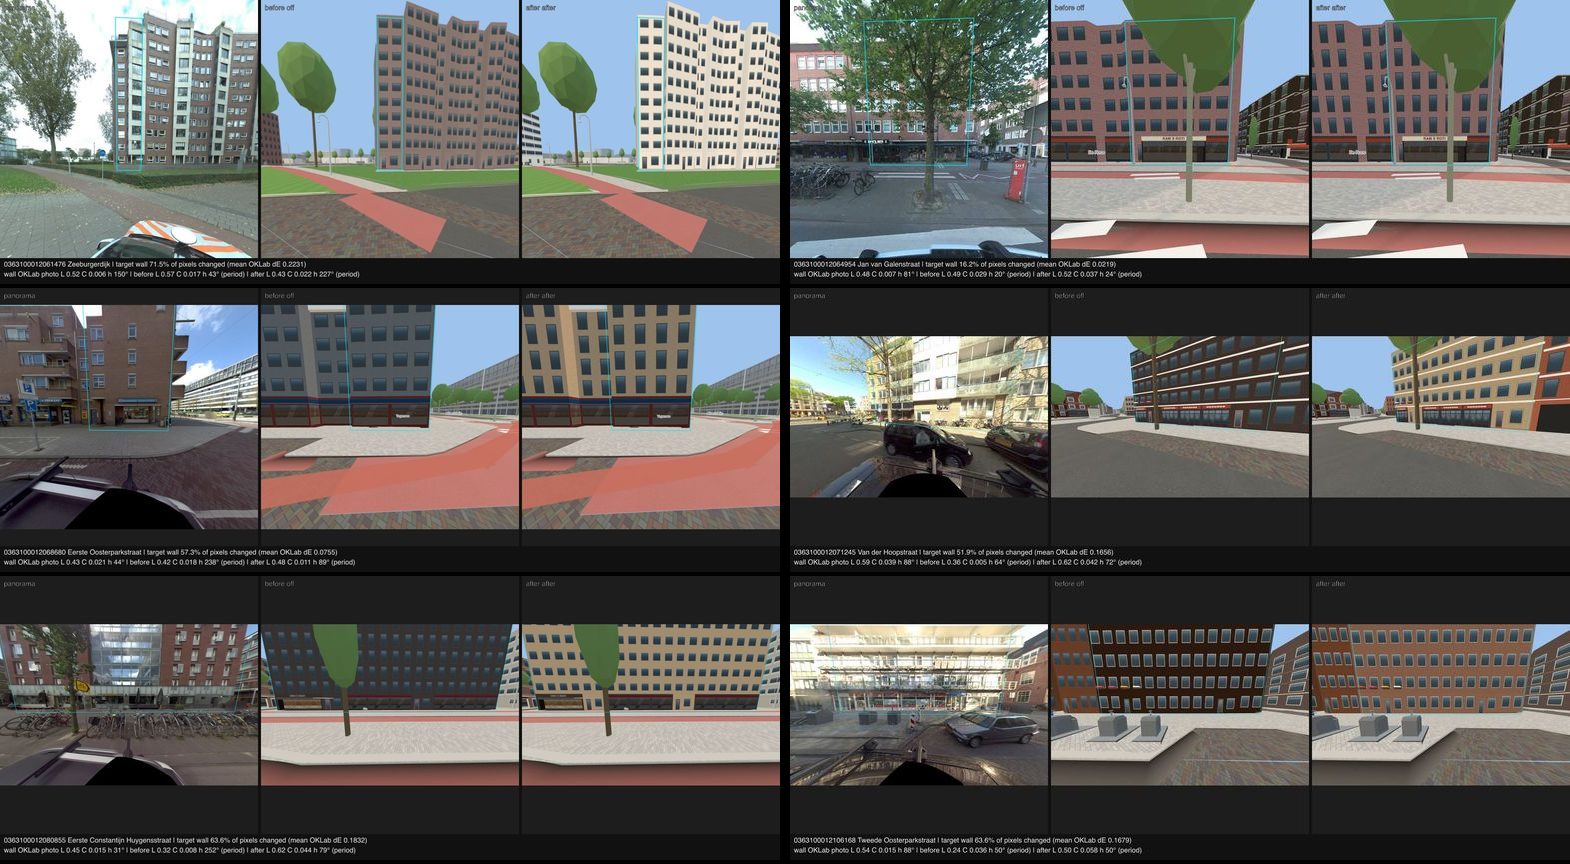 panorama
before off
after after
panorama
before off
after after
0363100012061476 Zeeburgerdijk | target wall 71.5% of pixels changed (mean OKLab dE 0.2231)
wall OKLab photo L 0.52 C 0.006 h 150° | before L 0.57 C 0.017 h 43° (period) | after L 0.43 C 0.022 h 227° (period)
0363100012064954 Jan van Galenstraat | target wall 16.2% of pixels changed (mean OKLab dE 0.0219)
wall OKLab photo L 0.48 C 0.007 h 81° | before L 0.49 C 0.029 h 20° (period) | after L 0.52 C 0.037 h 24° (period)
panorama
before off
after after
panorama
before off
after after
0363100012068680 Eerste Oosterparkstraat | target wall 57.3% of pixels changed (mean OKLab dE 0.0755)
wall OKLab photo L 0.43 C 0.021 h 44° | before L 0.42 C 0.018 h 238° (period) | after L 0.48 C 0.011 h 89° (period)
0363100012071245 Van der Hoopstraat | target wall 51.9% of pixels changed (mean OKLab dE 0.1656)
wall OKLab photo L 0.59 C 0.039 h 88° | before L 0.36 C 0.005 h 64° (period) | after L 0.62 C 0.042 h 72° (period)
panorama
before off
after after
panorama
before off
after after
0363100012080855 Eerste Constantijn Huygensstraat | target wall 63.6% of pixels changed (mean OKLab dE 0.1832)
wall OKLab photo L 0.45 C 0.015 h 31° | before L 0.32 C 0.008 h 252° (period) | after L 0.62 C 0.044 h 79° (period)
0363100012106168 Tweede Oosterparkstraat | target wall 63.6% of pixels changed (mean OKLab dE 0.1679)
wall OKLab photo L 0.54 C 0.015 h 88° | before L 0.24 C 0.036 h 50° (period) | after L 0.50 C 0.058 h 50° (period)